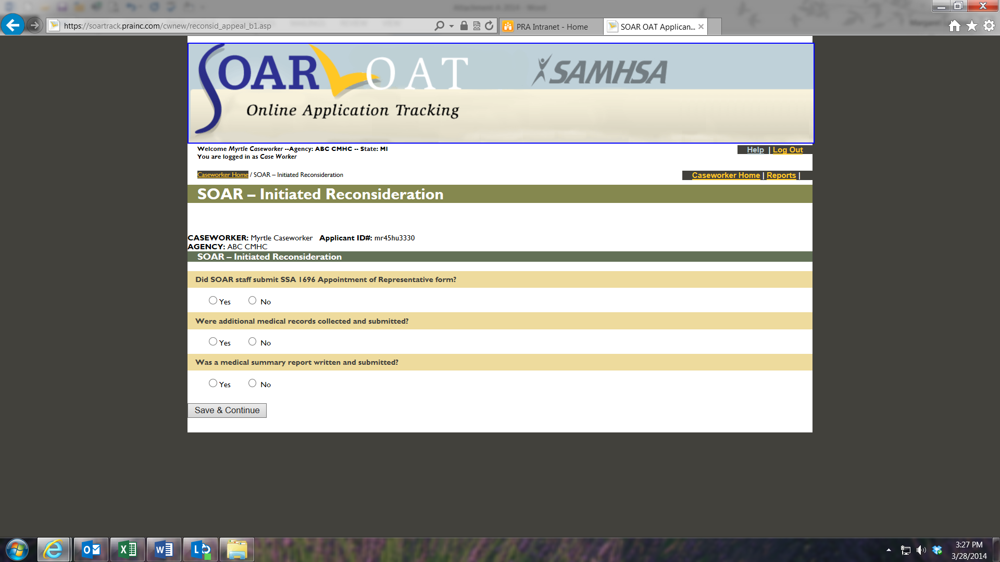 Attachment A 2014 - Word
https://soartrack.prainc.com/cwnew/reconsid_appeal_b1.asp
PRA Intranet - Home
SOAR OAT Applican...
SOAR OAT
SAMHSA
Online Application Tracking
Welcome Myrtle Caseworker --Agency: ABC CMHC -- State: MI
You are logged in as Case Worker
Help | Log Out
Caseworker Home / SOAR – Initiated Reconsideration
Caseworker Home | Reports |
SOAR – Initiated Reconsideration
CASEWORKER: Myrtle Caseworker Applicant ID#: mr45hu3330
AGENCY: ABC CMHC
SOAR – Initiated Reconsideration
Did SOAR staff submit SSA 1696 Appointment of Representative form?
Yes No
Were additional medical records collected and submitted?
Yes No
Was a medical summary report written and submitted?
Yes No
Save & Continue
3:27 PM
3/28/2014